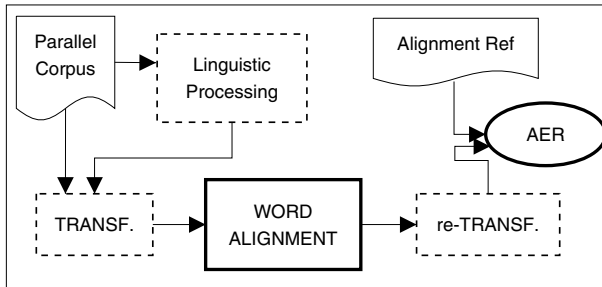 Parallel
Corpus
Linguistic
Processing
Alignment Ref
AER
TRANSF.
WORD
ALIGNMENT
re-TRANSF.